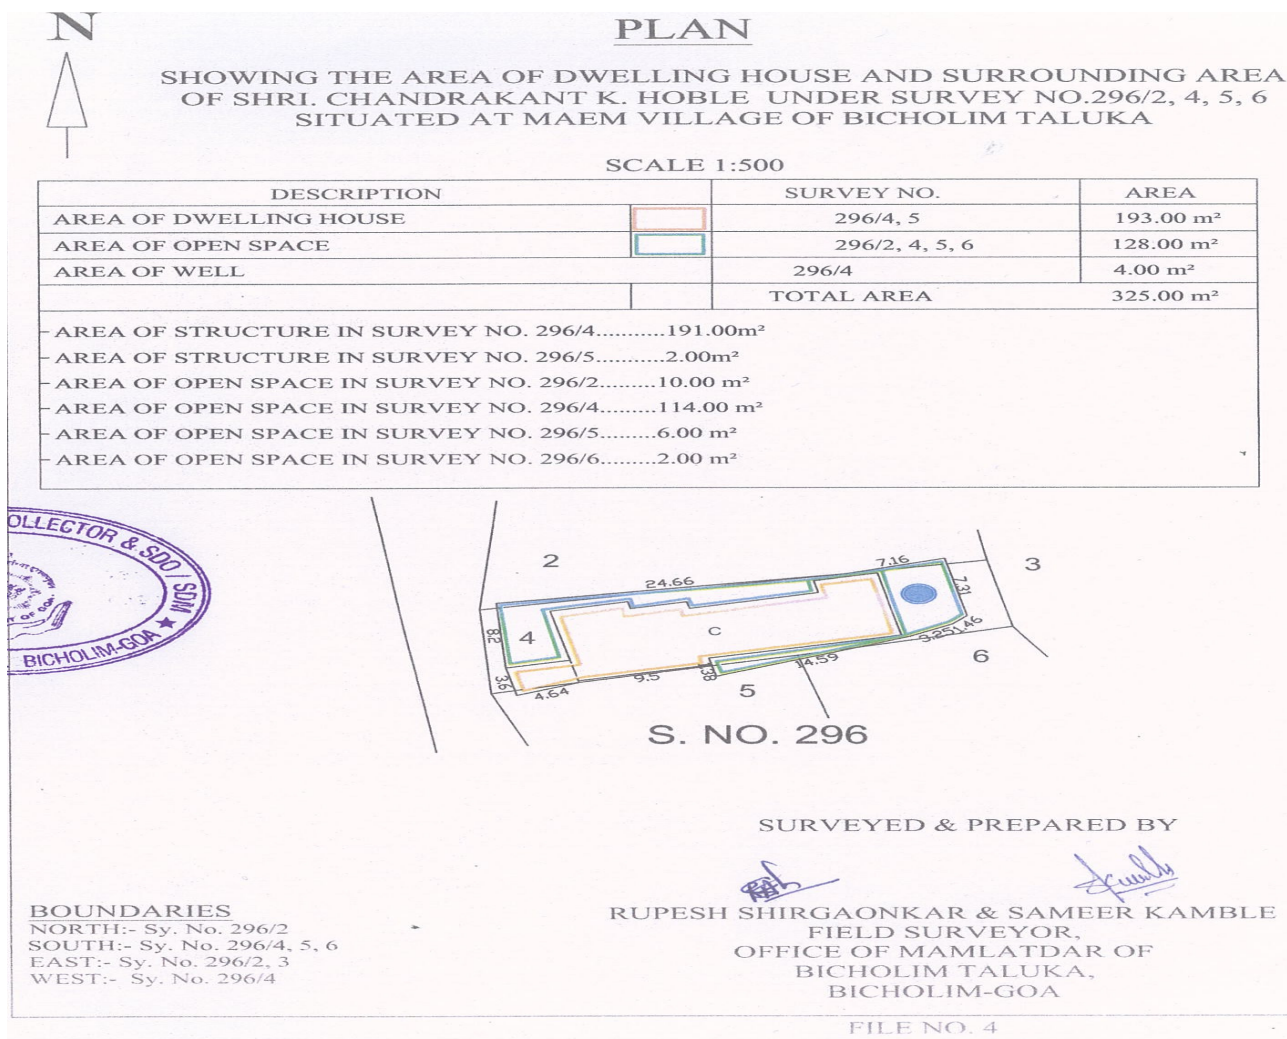 N
PLAN
SHOWING THE AREA OF DWELLING HOUSE AND SURROUNDING AREA
OF SHRI. CHANDRAKANT K. HOBLE UNDER SURVEY NO.296/2, 4, 5, 6
SITUATED AT MAEM VILLAGE OF BICHOLIM TALUKA
SCALE 1:500
DESCRIPTION SURVEY NO. AREA
AREA OF DWELLING HOUSE 296/4, 5 193.00 m²
AREA OF OPEN SPACE 296/2, 4, 5, 6 128.00 m²
AREA OF WELL 296/4 4.00 m²
TOTAL AREA 325.00 m²
AREA OF STRUCTURE IN SURVEY NO. 296/4..........191.00m²
AREA OF STRUCTURE IN SURVEY NO. 296/5..........2.00m²
AREA OF OPEN SPACE IN SURVEY NO. 296/2........10.00 m²
AREA OF OPEN SPACE IN SURVEY NO. 296/4........114.00 m²
AREA OF OPEN SPACE IN SURVEY NO. 296/5........6.00 m²
AREA OF OPEN SPACE IN SURVEY NO. 296/6........2.00 m²
OLLECTOR & SDO / SDM ★
BICHOLIM-GOA
2
7.16
3
24.66
7.31
8.2
4
C
1.46
3.25
6
14.59
3.6
9.5
1.38
4.64
5
S. NO. 296
SURVEYED & PREPARED BY
RUPESH SHIRGAONKAR & SAMEER KAMBLE
FIELD SURVEYOR,
OFFICE OF MAMLATDAR OF
BICHOLIM TALUKA,
BICHOLIM-GOA
BOUNDARIES
NORTH:- Sy. No. 296/2
SOUTH:- Sy. No. 296/4, 5, 6
EAST:- Sy. No. 296/2, 3
WEST:- Sy. No. 296/4
FILE NO. 4